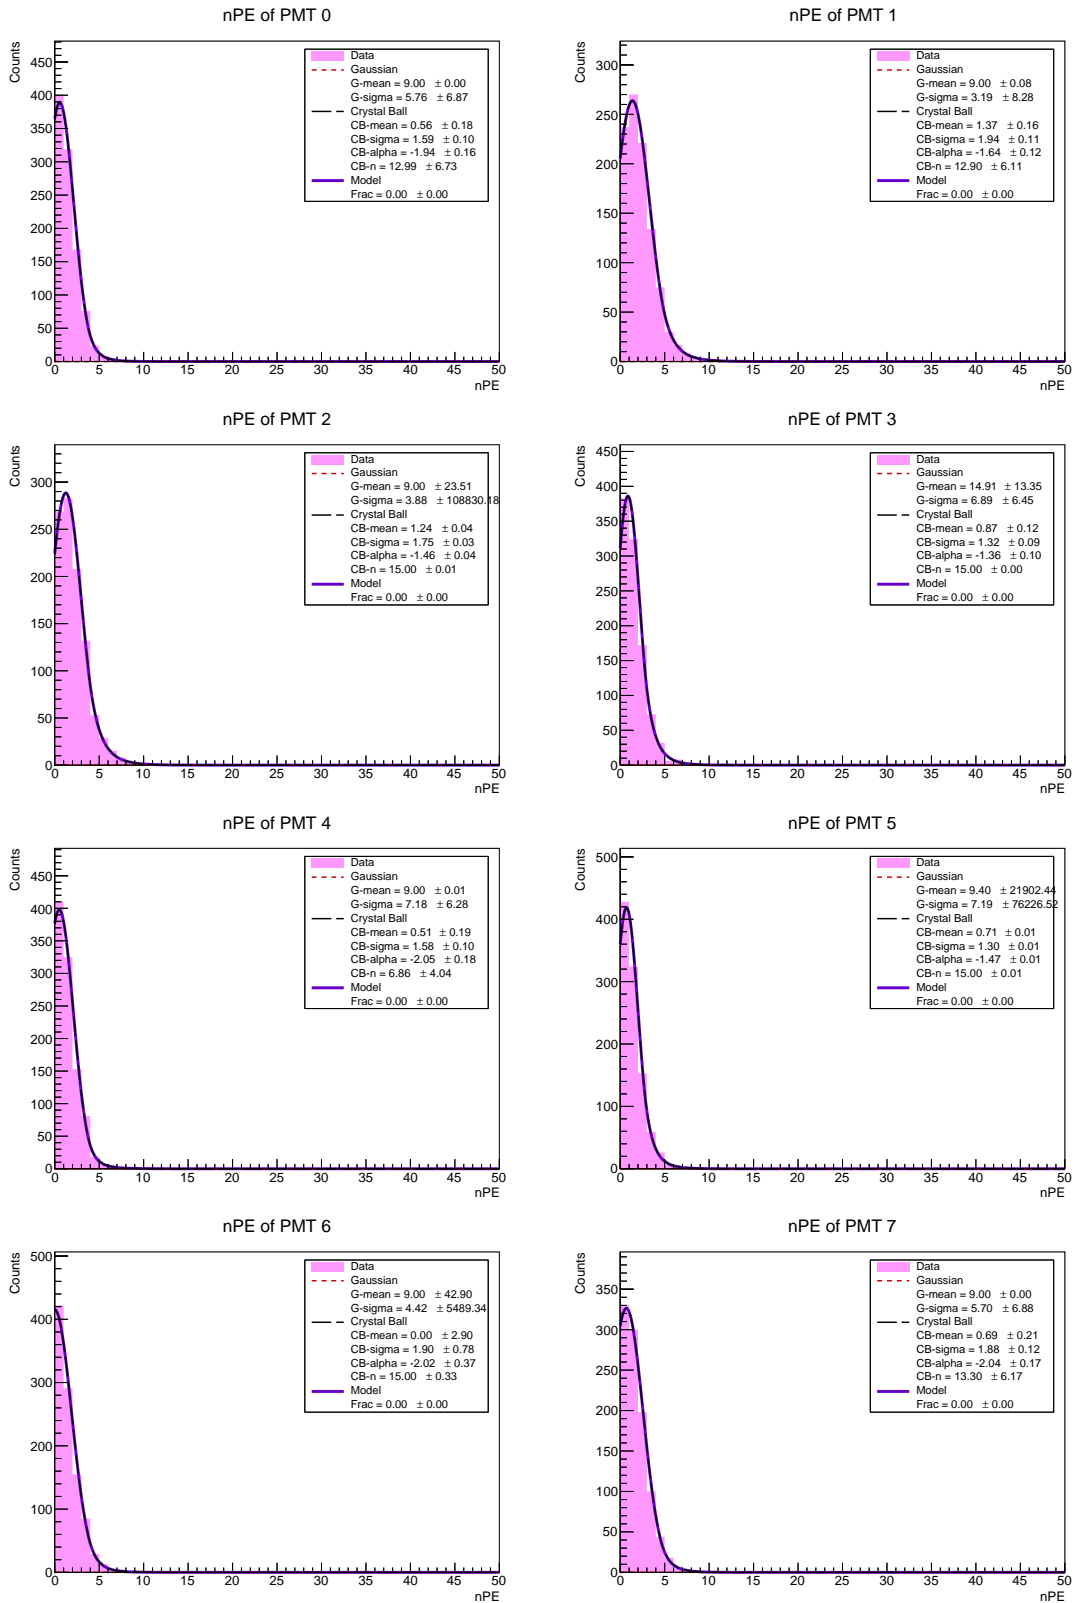 nPE of PMT 0
Counts
450
400
350
300
250
200
150
100
50
0
0 5 10 15 20 25 30 35 40 45 50
nPE
Data
Gaussian
G-mean = 9.00 ± 0.00
G-sigma = 5.76 ± 6.87
Crystal Ball
CB-mean = 0.56 ± 0.18
CB-sigma = 1.59 ± 0.10
CB-alpha = -1.94 ± 0.16
CB-n = 12.99 ± 6.73
Model
Frac = 0.00 ± 0.00
nPE of PMT 1
Counts
300
250
200
150
100
50
0
0 5 10 15 20 25 30 35 40 45 50
nPE
Data
Gaussian
G-mean = 9.00 ± 0.08
G-sigma = 3.19 ± 8.28
Crystal Ball
CB-mean = 1.37 ± 0.16
CB-sigma = 1.94 ± 0.11
CB-alpha = -1.64 ± 0.12
CB-n = 12.90 ± 6.11
Model
Frac = 0.00 ± 0.00
nPE of PMT 2
Counts
300
250
200
150
100
50
0
0 5 10 15 20 25 30 35 40 45 50
nPE
Data
Gaussian
G-mean = 9.00 ± 23.51
G-sigma = 3.88 ± 108830.18
Crystal Ball
CB-mean = 1.24 ± 0.04
CB-sigma = 1.75 ± 0.03
CB-alpha = -1.46 ± 0.04
CB-n = 15.00 ± 0.01
Model
Frac = 0.00 ± 0.00
nPE of PMT 3
Counts
450
400
350
300
250
200
150
100
50
0
0 5 10 15 20 25 30 35 40 45 50
nPE
Data
Gaussian
G-mean = 14.91 ± 13.35
G-sigma = 6.89 ± 6.45
Crystal Ball
CB-mean = 0.87 ± 0.12
CB-sigma = 1.32 ± 0.09
CB-alpha = -1.36 ± 0.10
CB-n = 15.00 ± 0.00
Model
Frac = 0.00 ± 0.00
nPE of PMT 4
Counts
450
400
350
300
250
200
150
100
50
0
0 5 10 15 20 25 30 35 40 45 50
nPE
Data
Gaussian
G-mean = 9.00 ± 0.01
G-sigma = 7.18 ± 6.28
Crystal Ball
CB-mean = 0.51 ± 0.19
CB-sigma = 1.58 ± 0.10
CB-alpha = -2.05 ± 0.18
CB-n = 6.86 ± 4.04
Model
Frac = 0.00 ± 0.00
nPE of PMT 5
Counts
500
400
300
200
100
0
0 5 10 15 20 25 30 35 40 45 50
nPE
Data
Gaussian
G-mean = 9.40 ± 21902.44
G-sigma = 7.19 ± 76226.52
Crystal Ball
CB-mean = 0.71 ± 0.01
CB-sigma = 1.30 ± 0.01
CB-alpha = -1.47 ± 0.01
CB-n = 15.00 ± 0.01
Model
Frac = 0.00 ± 0.00
nPE of PMT 6
Counts
500
400
300
200
100
0
0 5 10 15 20 25 30 35 40 45 50
nPE
Data
Gaussian
G-mean = 9.00 ± 42.90
G-sigma = 4.42 ± 5489.34
Crystal Ball
CB-mean = 0.00 ± 2.90
CB-sigma = 1.90 ± 0.78
CB-alpha = -2.02 ± 0.37
CB-n = 15.00 ± 0.33
Model
Frac = 0.00 ± 0.00
nPE of PMT 7
Counts
350
300
250
200
150
100
50
0
0 5 10 15 20 25 30 35 40 45 50
nPE
Data
Gaussian
G-mean = 9.00 ± 0.00
G-sigma = 5.70 ± 6.88
Crystal Ball
CB-mean = 0.69 ± 0.21
CB-sigma = 1.88 ± 0.12
CB-alpha = -2.04 ± 0.17
CB-n = 13.30 ± 6.17
Model
Frac = 0.00 ± 0.00